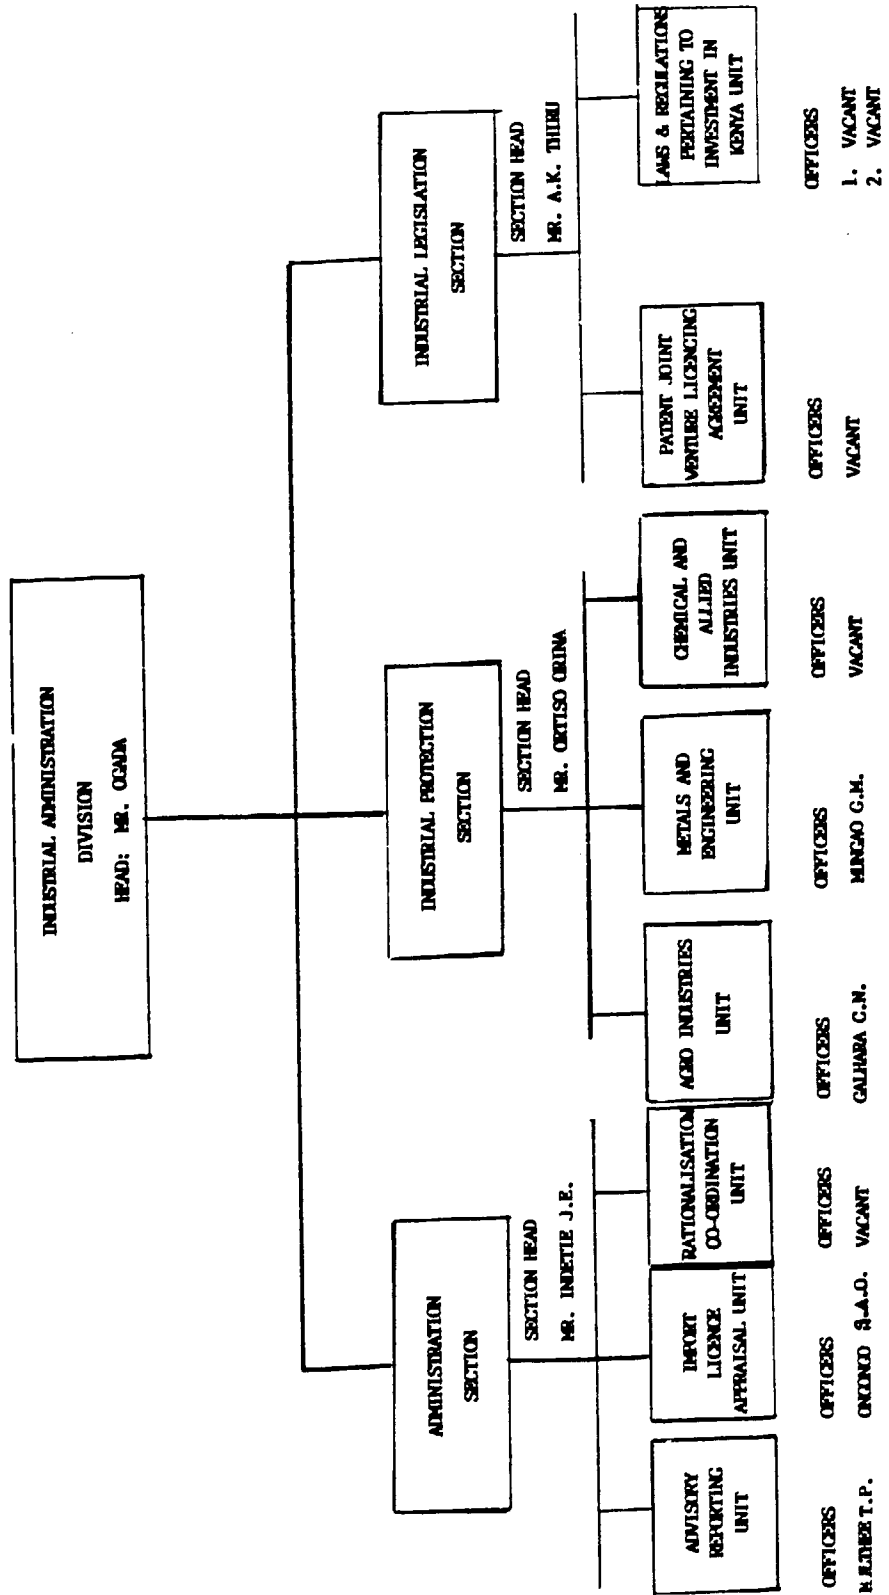 INDUSTRIAL ADMINISTRATION
DIVISION
HEAD: MR. OGADA
ADMINISTRATION
SECTION
SECTION HEAD
MR. INDETIE J.E.
INDUSTRIAL PROTECTION
SECTION
SECTION HEAD
MR. ORTISO ORINA
INDUSTRIAL LEGISLATION
SECTION
SECTION HEAD
MR. A.K. THIRU
ADVISORY
REPORTING
UNIT
OFFICERS
T.P.
IMPORT
LICENCE
APPRAISAL UNIT
OFFICERS
S.A.O.
RATIONALISATION
CO-ORDINATION
UNIT
OFFICERS
VACANT
AGRO INDUSTRIES
UNIT
OFFICERS
GALHARA C.N.
METALS AND
ENGINEERING
UNIT
OFFICERS
MUNGAO G.M.
CHEMICAL AND
ALLIED
INDUSTRIES UNIT
OFFICERS
VACANT
PATENT JOINT
VENTURE LICENCING
AGREEMENT
UNIT
OFFICERS
VACANT
LAWS & REGULATIONS
PERTAINING TO
INVESTMENT IN
KENYA UNIT
OFFICERS
1. VACANT
2. VACANT